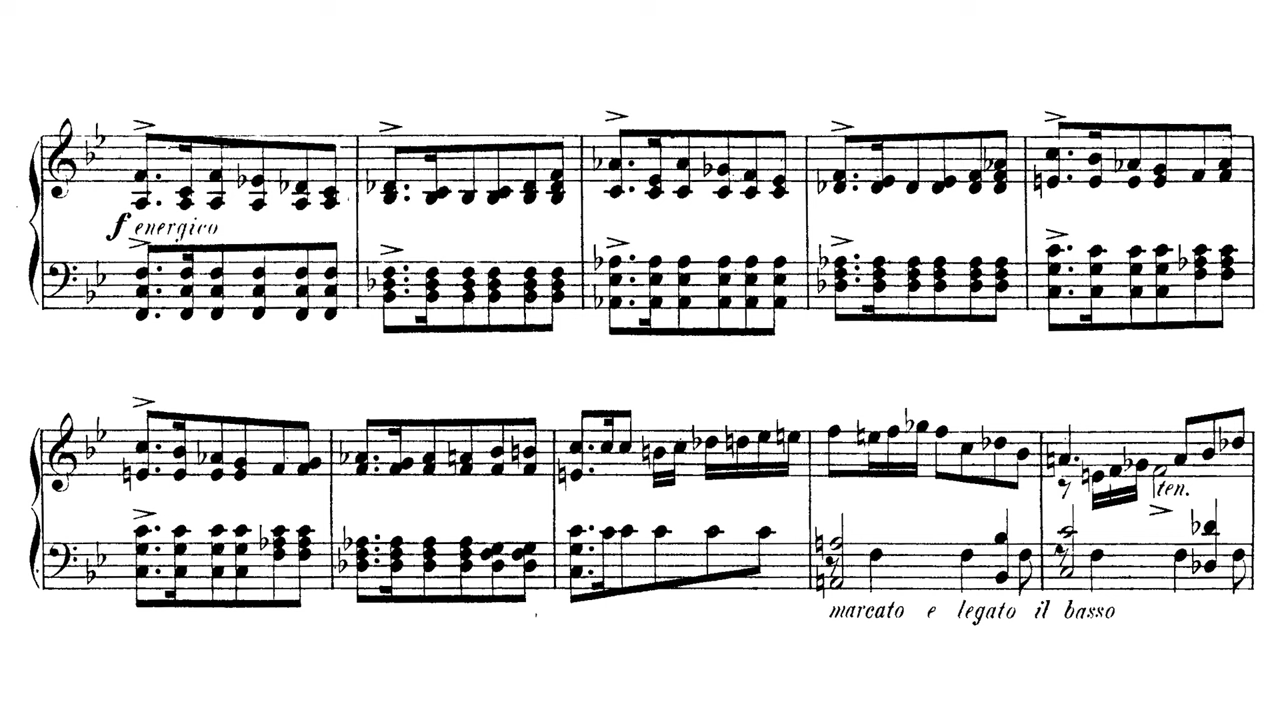 f energico
ten.
marcato e legato il basso